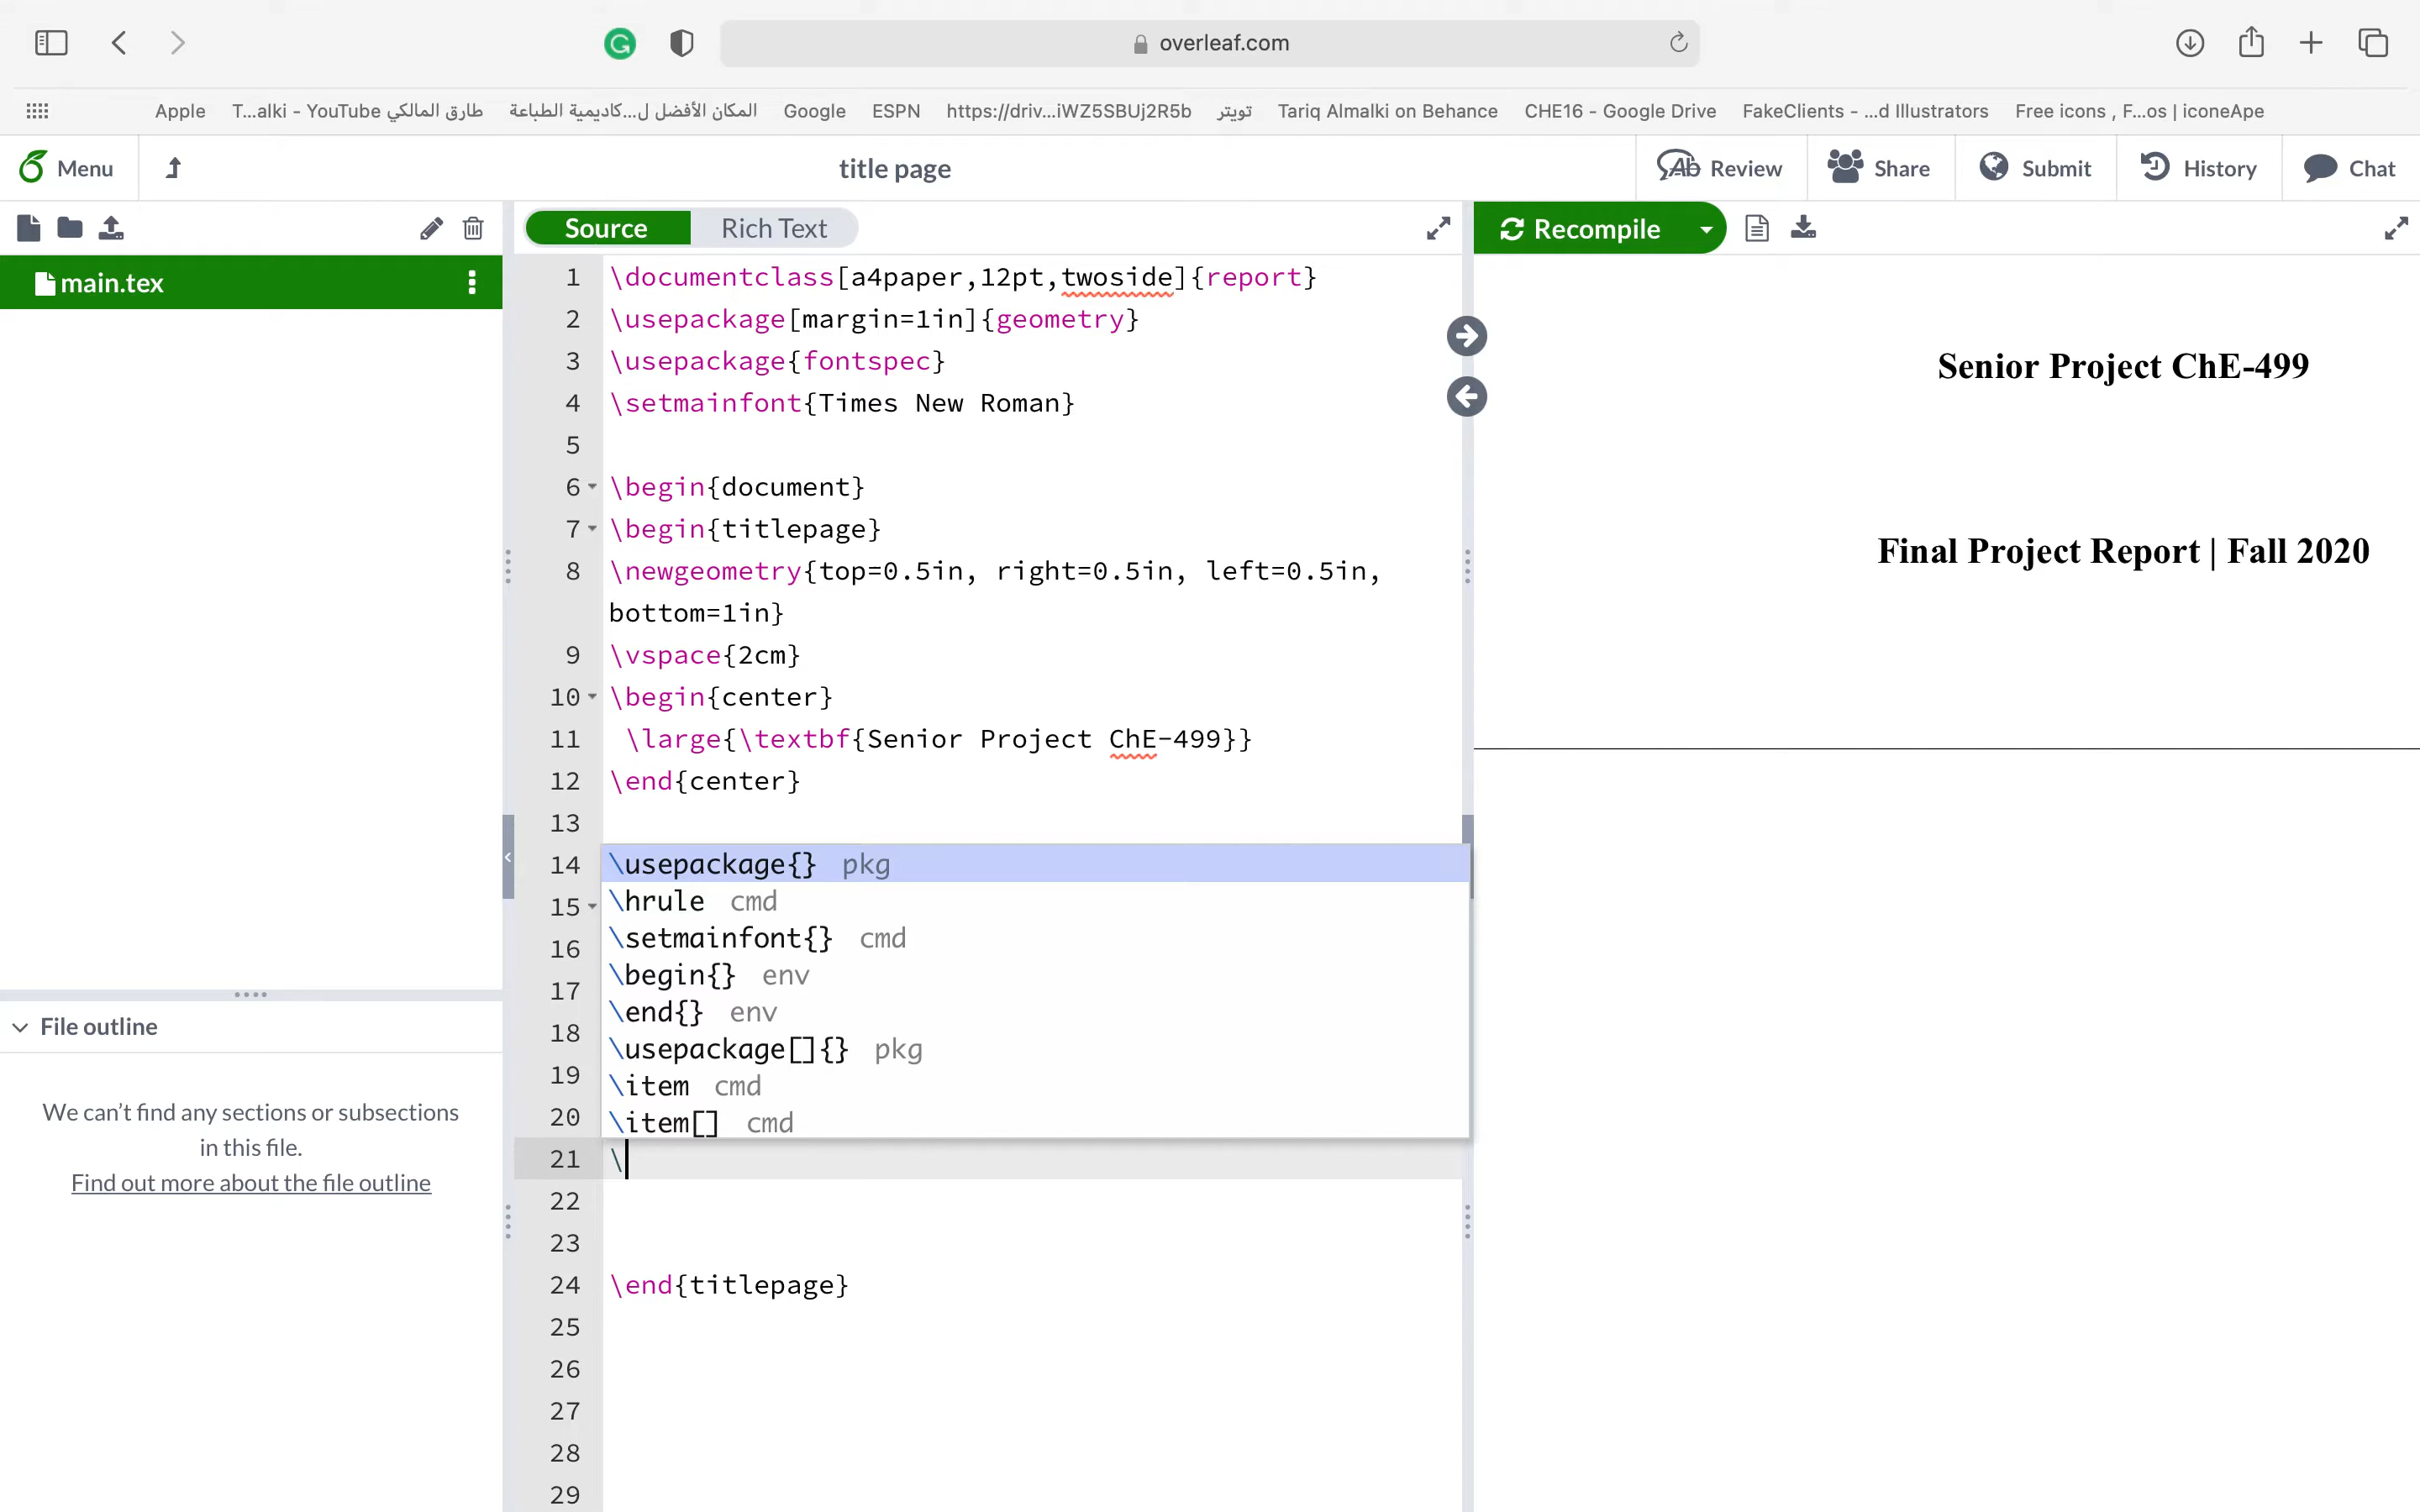 overleaf.com
Apple T...alki - YouTube طارق المالكي المكان الأفضل ل...كاديمية الطباعة Google ESPN https://driv...iWZ5SBUj2R5b تويتر Tariq Almalki on Behance CHE16 - Google Drive FakeClients - ...d Illustrators Free icons , F...os | iconeApe
Menu title page Review Share Submit History Chat
Source Rich Text Recompile
main.tex
1 \documentclass[a4paper,12pt,twoside]{report}
2 \usepackage[margin=1in]{geometry}
3 \usepackage{fontspec}
4 \setmainfont{Times New Roman}
5
6 \begin{document}
7 \begin{titlepage}
8 \newgeometry{top=0.5in, right=0.5in, left=0.5in,
bottom=1in}
9 \vspace{2cm}
10 \begin{center}
11 \large{\textbf{Senior Project ChE-499}}
12 \end{center}
13
14 \usepackage{} pkg
\hrule cmd
15
\setmainfont{} cmd
16
\begin{} env
17
\end{} env
18
\usepackage[]{} pkg
19
\item cmd
20 \item[] cmd
21 \
22
23
24 \end{titlepage}
25
26
27
28
29
File outline
We can't find any sections or subsections
in this file.
Find out more about the file outline
Senior Project ChE-499
Final Project Report | Fall 2020